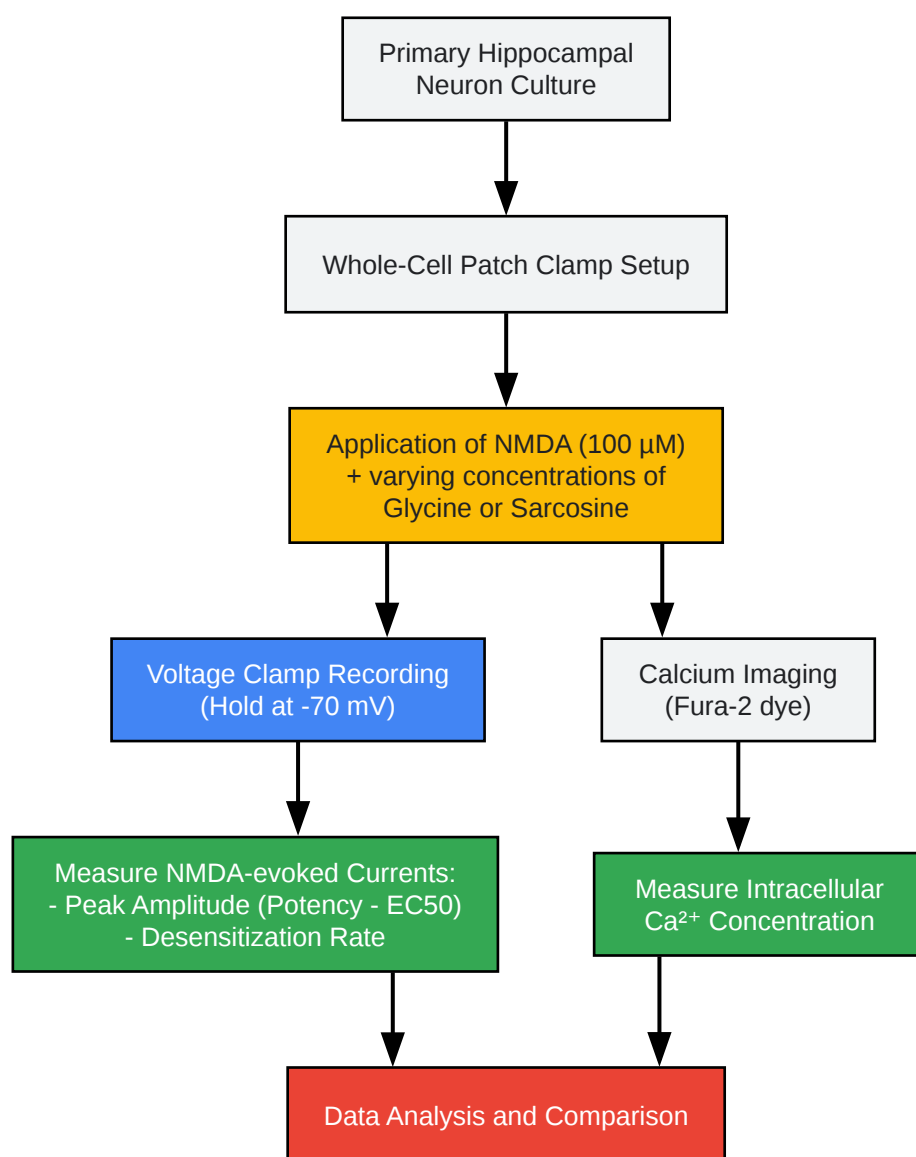 Primary Hippocampal
Neuron Culture
Whole-Cell Patch Clamp Setup
Application of NMDA (100 µM)
+ varying concentrations of
Glycine or Sarcosine
Voltage Clamp Recording
(Hold at -70 mV)
Calcium Imaging
(Fura-2 dye)
Measure NMDA-evoked Currents:
- Peak Amplitude (Potency - EC50)
- Desensitization Rate
Measure Intracellular
Ca²⁺ Concentration
Data Analysis and Comparison